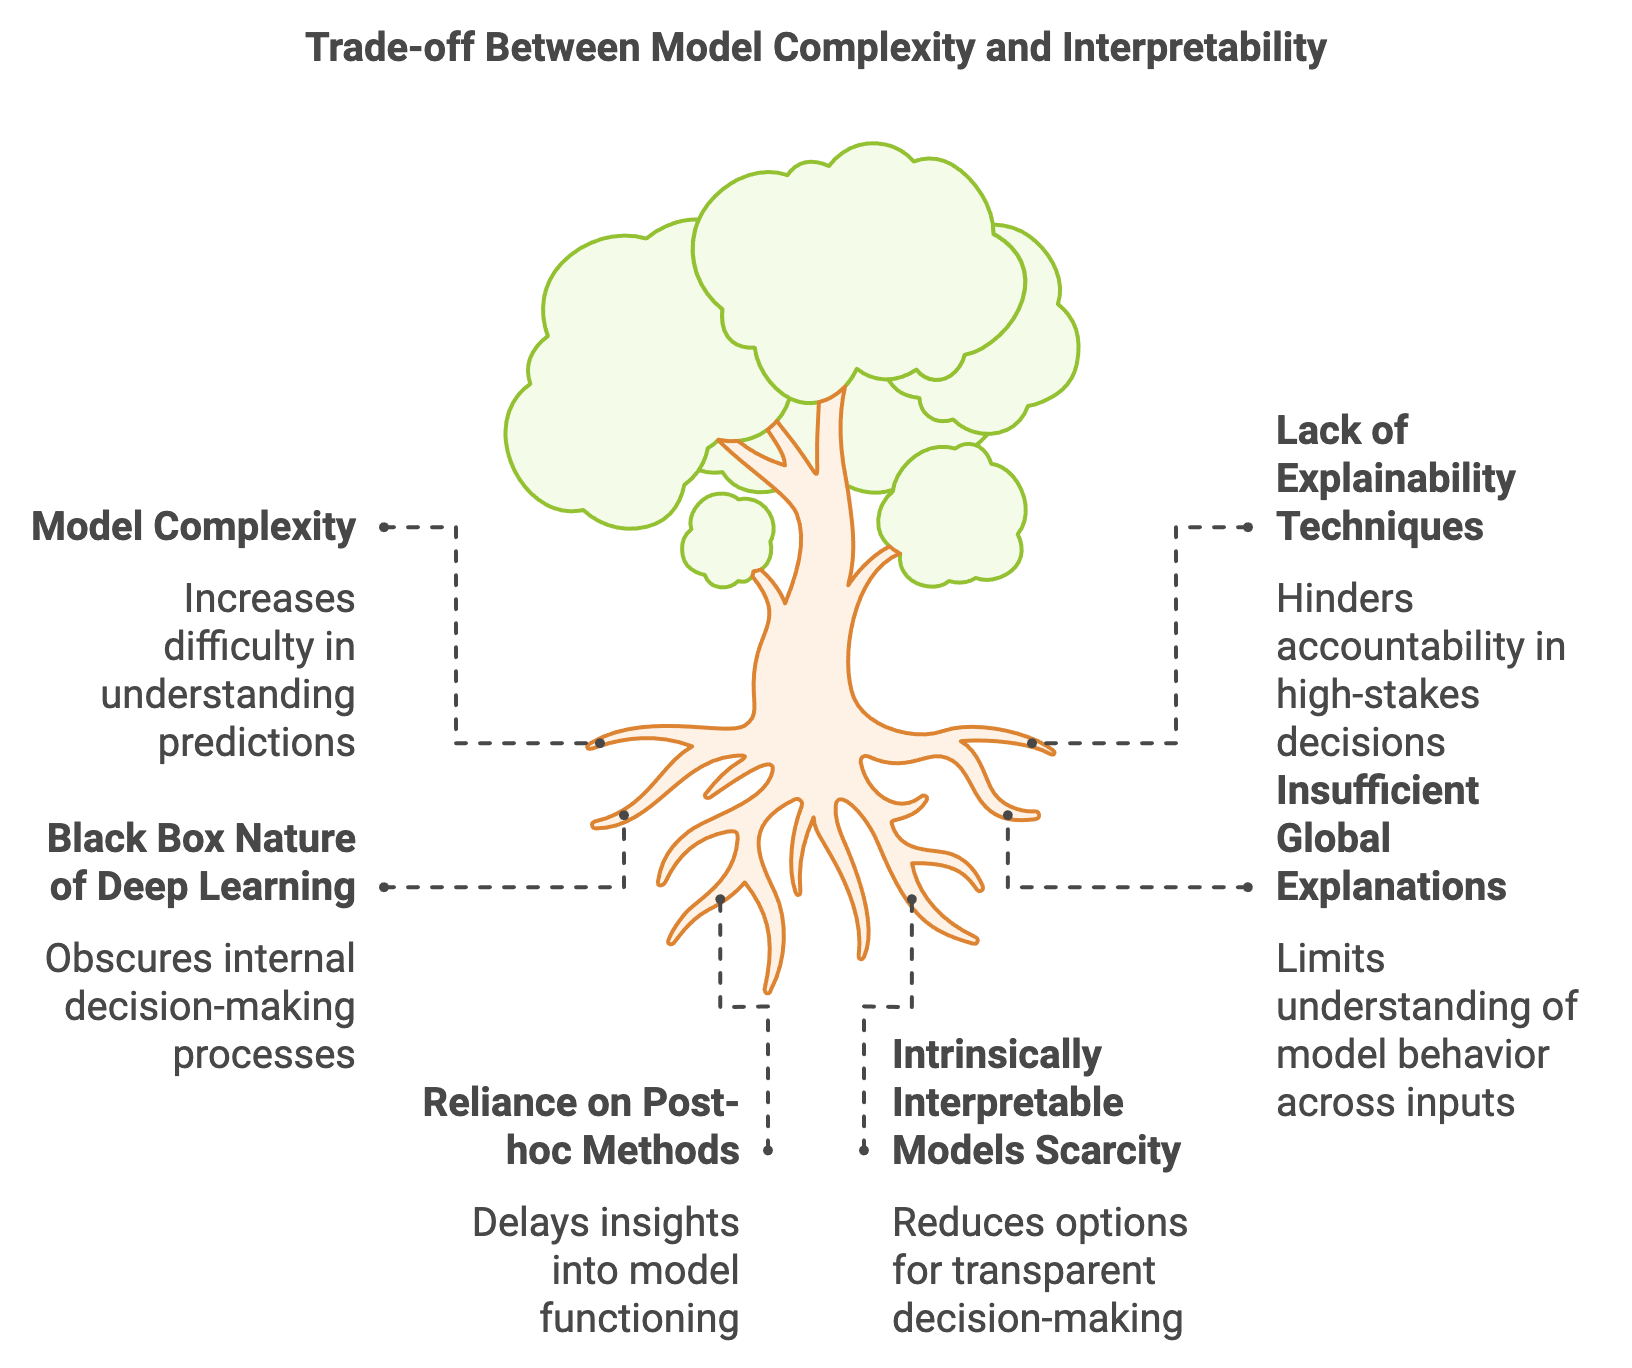 Trade-off Between Model Complexity and Interpretability
Model Complexity
Increases
difficulty in
understanding
predictions
Black Box Nature
of Deep Learning
Obscures internal
decision-making
processes
Reliance on Post-
hoc Methods
Delays insights
into model
functioning
Intrinsically
Interpretable
Models Scarcity
Reduces options
for transparent
decision-making
Lack of
Explainability
Techniques
Hinders
accountability in
high-stakes
decisions
Insufficient
Global
Explanations
Limits
understanding of
model behavior
across inputs